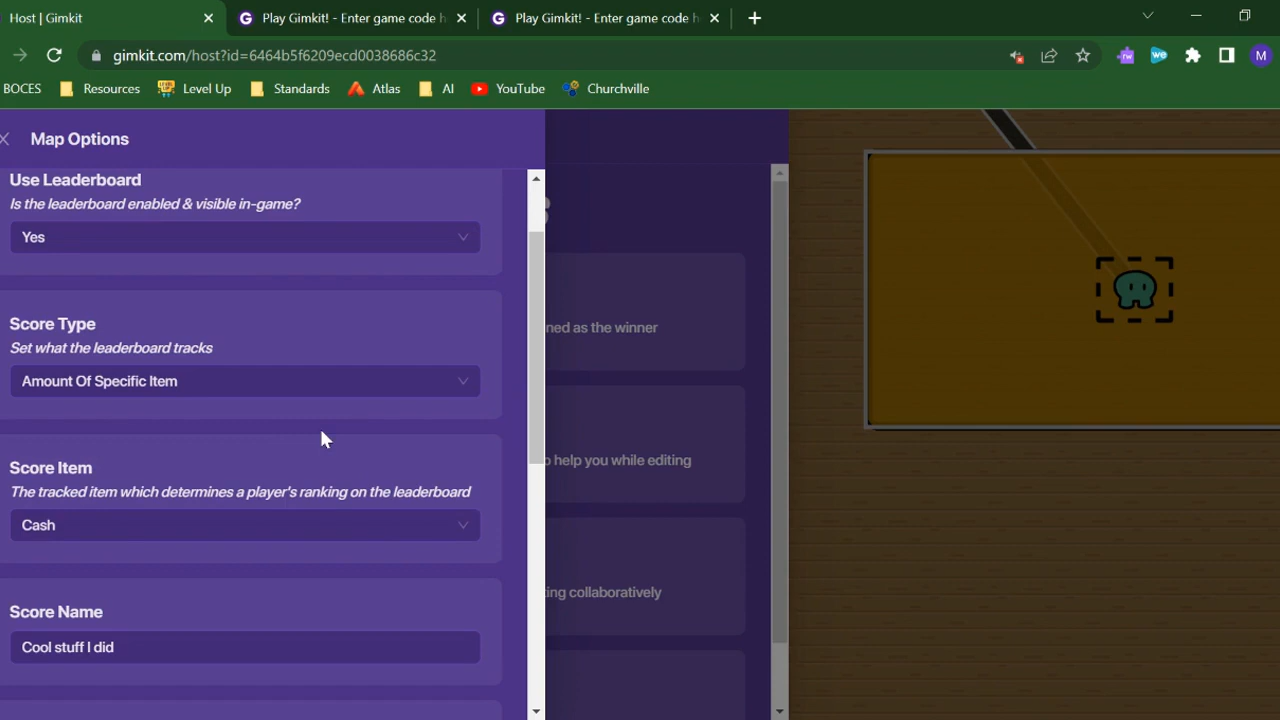 Host | Gimkit
Play Gimkit! - Enter game code h
Play Gimkit! - Enter game code h
gimkit.com/host?id=6464b5f6209ecd0038686c32
rw
we
M
BOCES
Resources
Level Up
Standards
Atlas
AI
YouTube
Churchville
Map Options
Use Leaderboard
Is the leaderboard enabled & visible in-game?
Yes
Score Type
Set what the leaderboard tracks
Amount Of Specific Item
Score Item
The tracked item which determines a player's ranking on the leaderboard
Cash
Score Name
Cool stuff I did
ned as the winner
o help you while editing
ting collaboratively